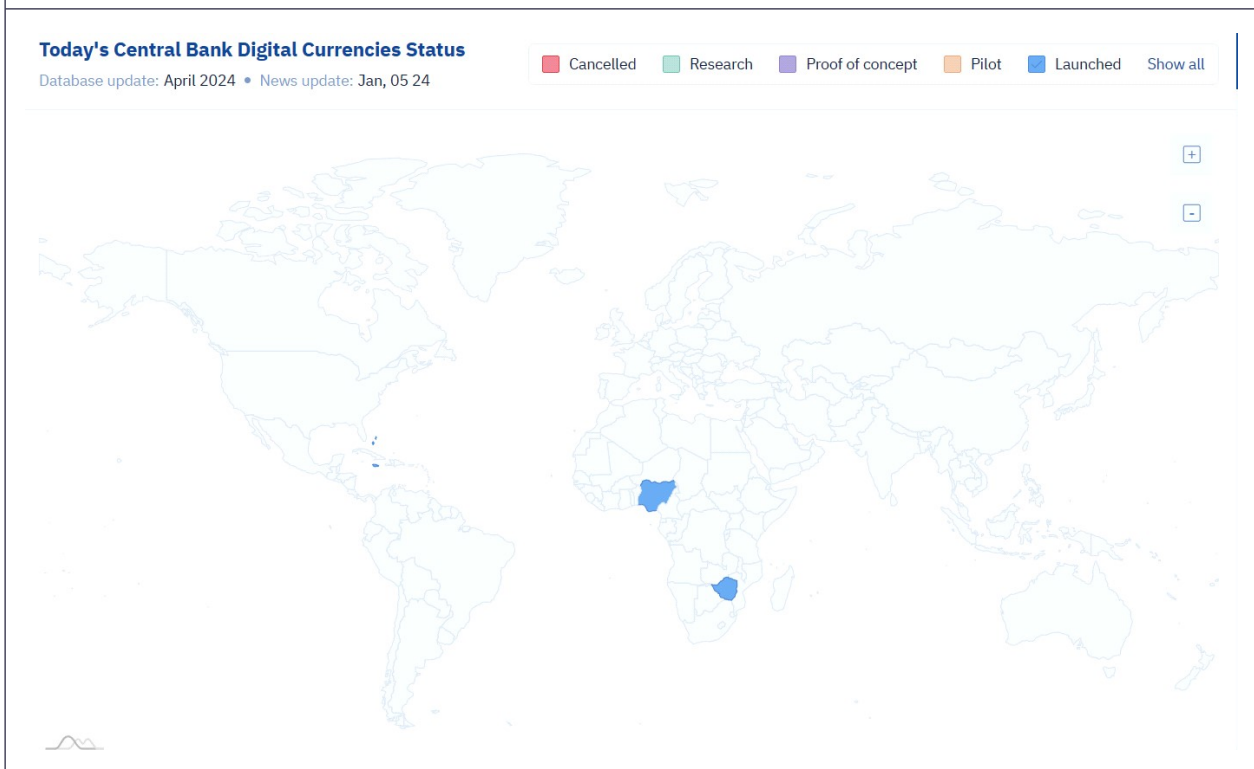 Today's Central Bank Digital Currencies Status
Database update: April 2024 • News update: Jan, 05 24
Cancelled Research Proof of concept Pilot Launched Show all
+
-